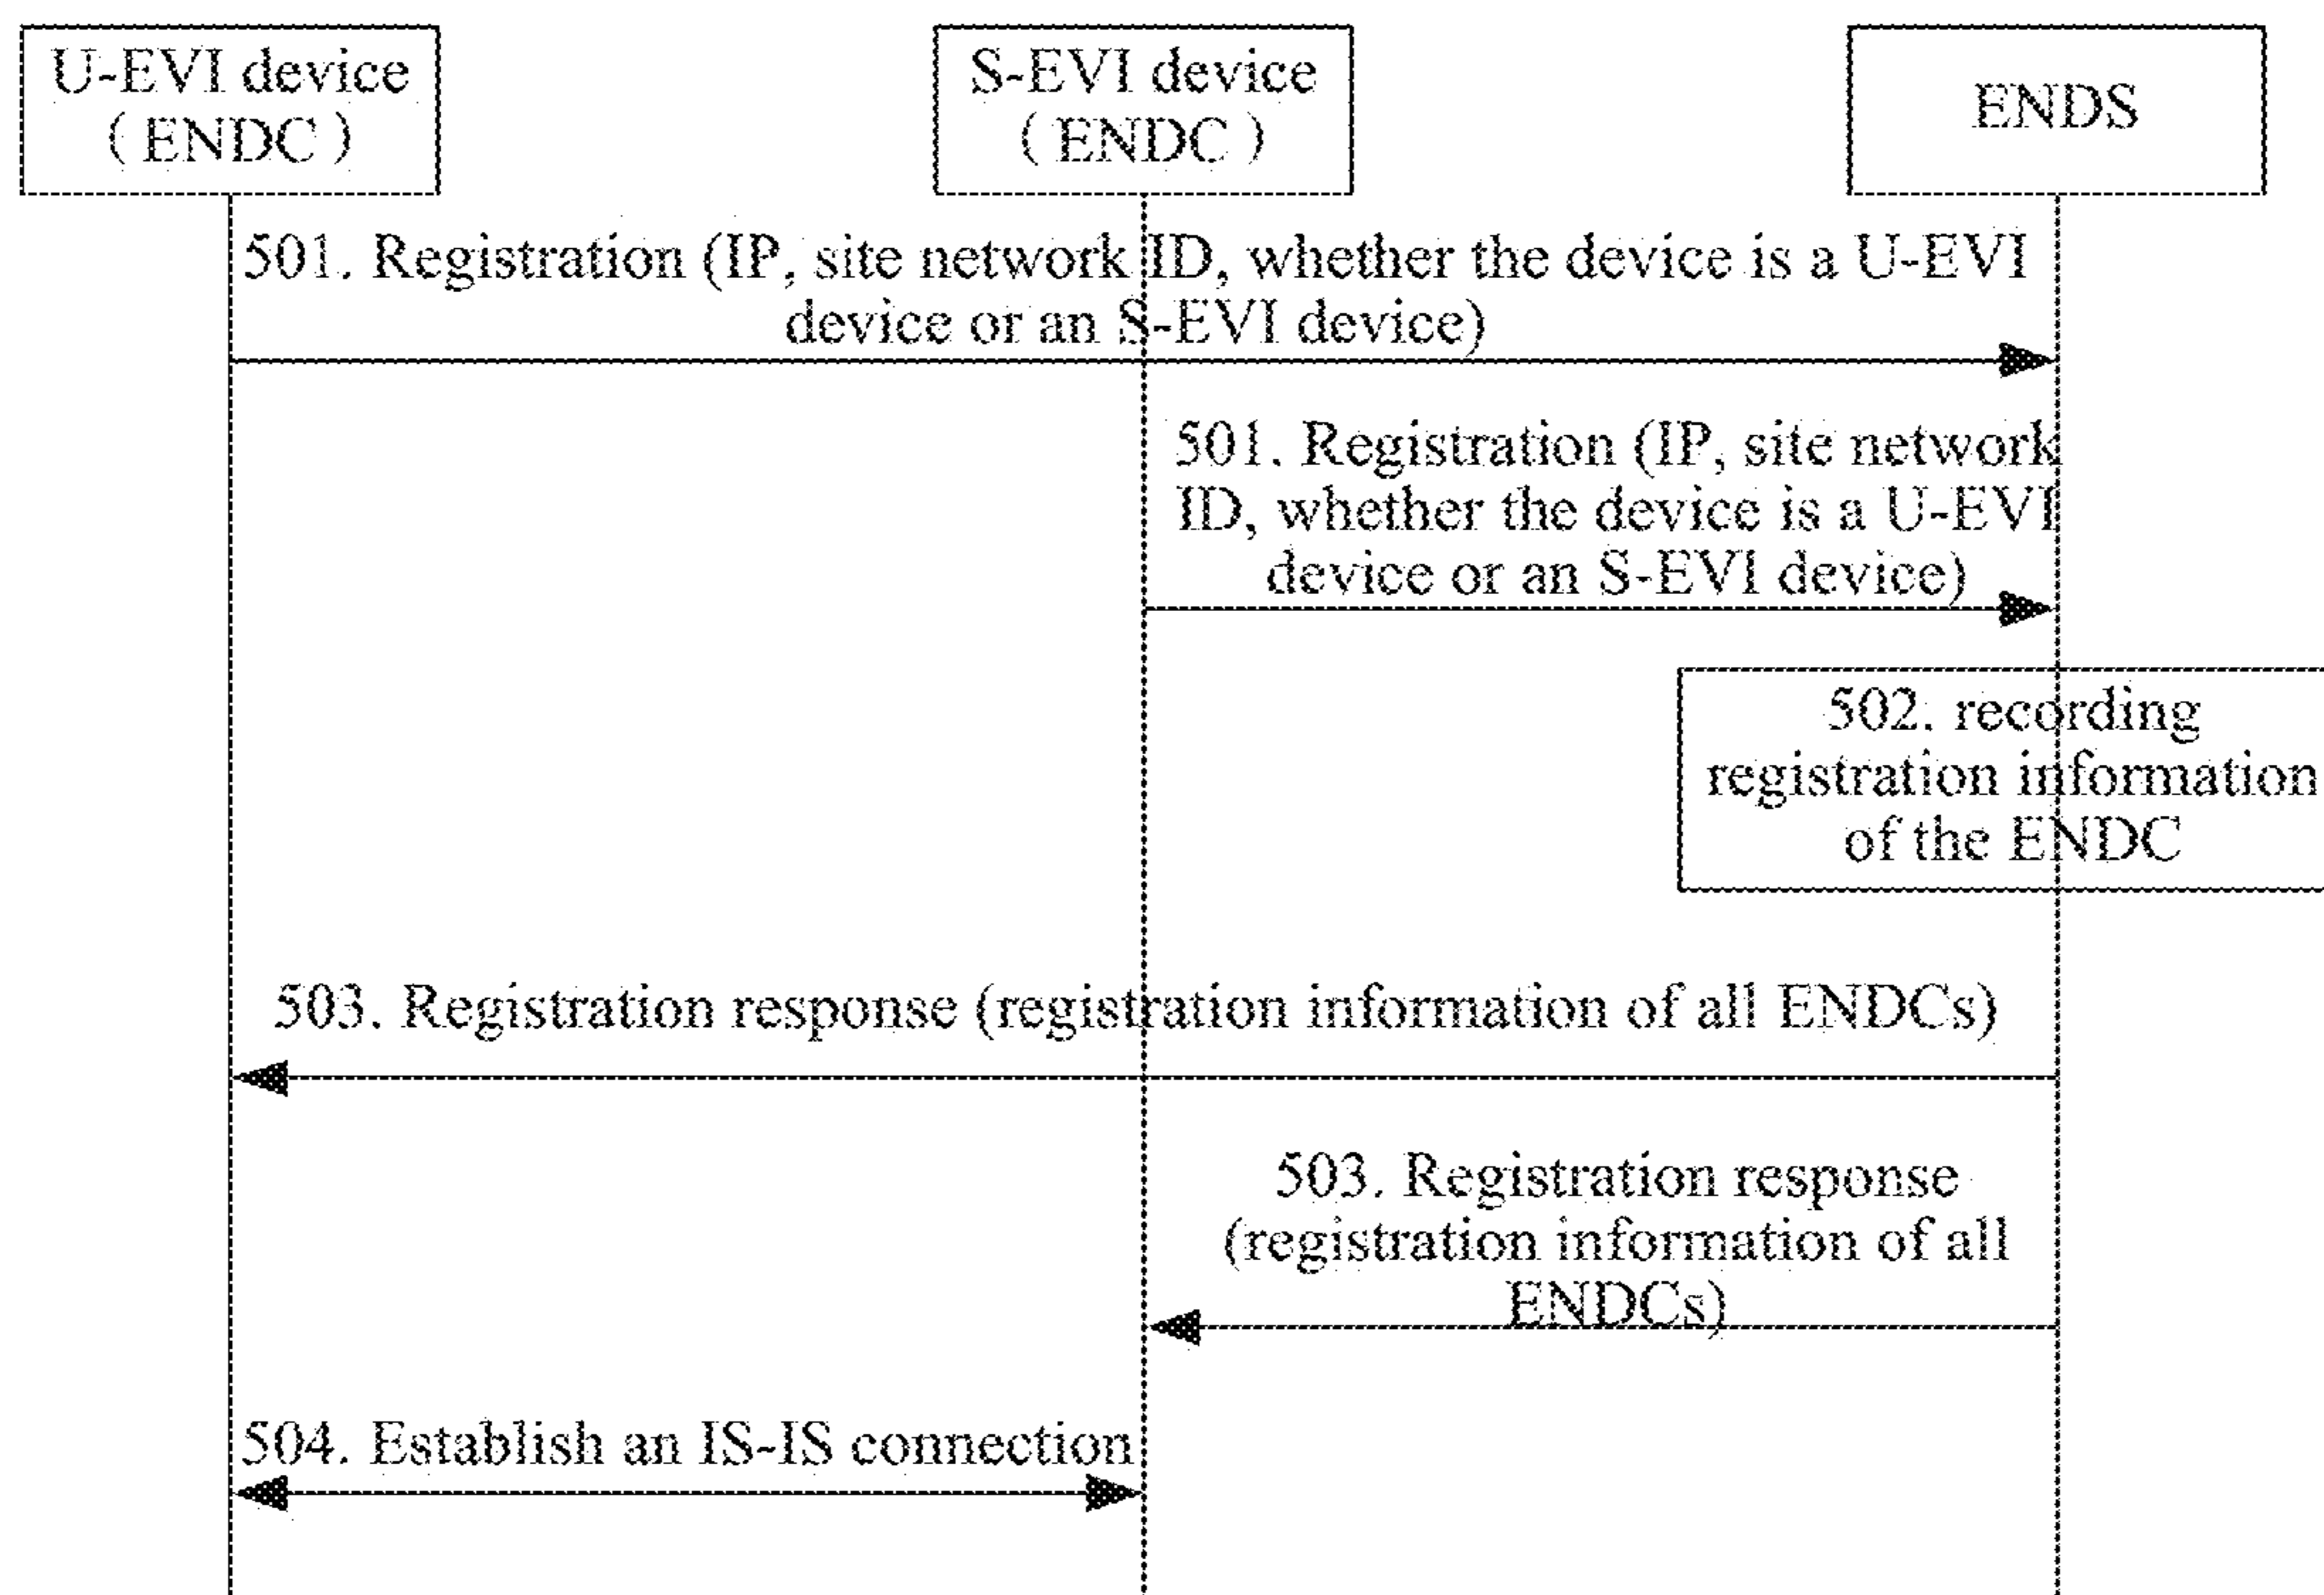 U-EVI device
( ENDC )
S-EVI device
( ENDC )
ENDS
501. Registration (IP, site network ID, whether the device is a U-EVI
device or an S-EVI device)
501. Registration (IP, site network
ID, whether the device is a U-EVI
device or an S-EVI device)
502. recording
registration information
of the ENDC
503. Registration response (registration information of all ENDCs)
503. Registration response
(registration information of all
ENDCs)
504. Establish an IS-IS connection